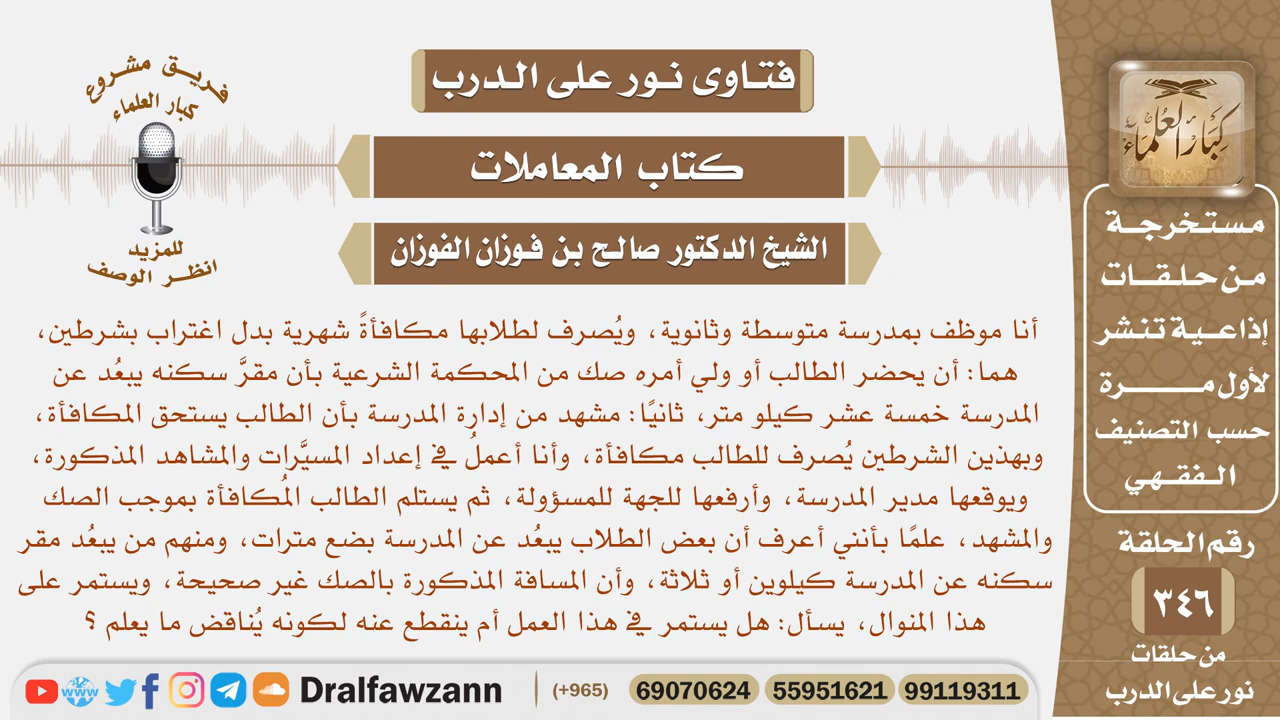 فتاوى نور على الدرب
كتاب المعاملات
الشيخ الدكتور صالح بن فوزان الفوزان
فريق مشروع
كبار العلماء
للمزيد
انظر الوصف
أنا موظف بمدرسة متوسطة وثانوية، ويُصرف لطلابها مكافأةً شهرية بدل اغتراب بشرطين،
هما: أن يحضر الطالب أو ولي أمره صك من المحكمة الشرعية بأن مقرَّ سكنه يبعُد عن
المدرسة خمسة عشر كيلو متر، ثانيًا: مشهد من إدارة المدرسة بأن الطالب يستحق المكافأة،
وبهذين الشرطين يُصرف للطالب مكافأة، وأنا أعملُ في إعداد المسيَّرات والمشاهد المذكورة،
ويوقعها مدير المدرسة، وأرفعها للجهة للمسؤولة، ثم يستلم الطالب المُكافأة بموجب الصك
والمشهد، علمًا بأنني أعرف أن بعض الطلاب يبعُد عن المدرسة بضع مترات، ومنهم من يبعُد مقر
سكنه عن المدرسة كيلوين أو ثلاثة، وأن المسافة المذكورة بالصك غير صحيحة، ويستمر على
هذا المنوال، يسأل: هل يستمر في هذا العمل أم ينقطع عنه لكونه يُناقض ما يعلم ؟
كبار العلماء
مستخرجة
من حلقات
إذاعية تنشر
لأول مرة
حسب التصنيف
الفقهي
رقم الحلقة
٣٤٦
من حلقات
نور على الدرب
www Dralfawzann (+965) 69070624 55951621 99119311